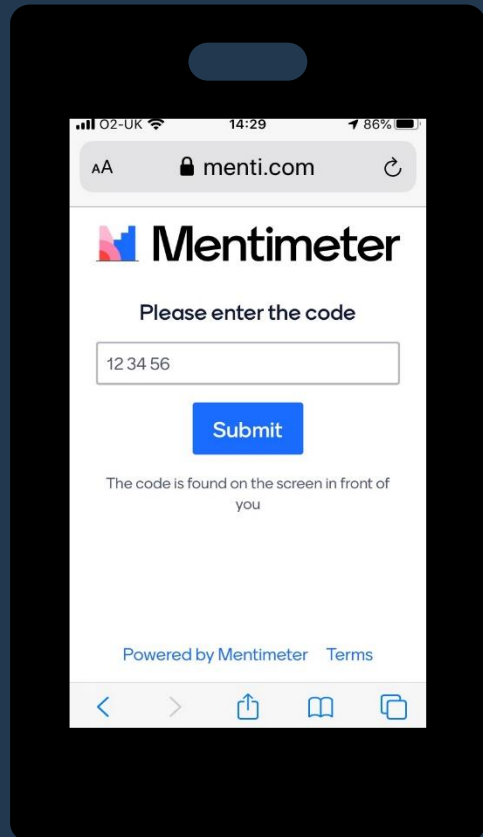 O2-UK 14:29 86%
AA menti.com
Mentimeter
Please enter the code
12 34 56
Submit
The code is found on the screen in front of
you
Powered by Mentimeter Terms